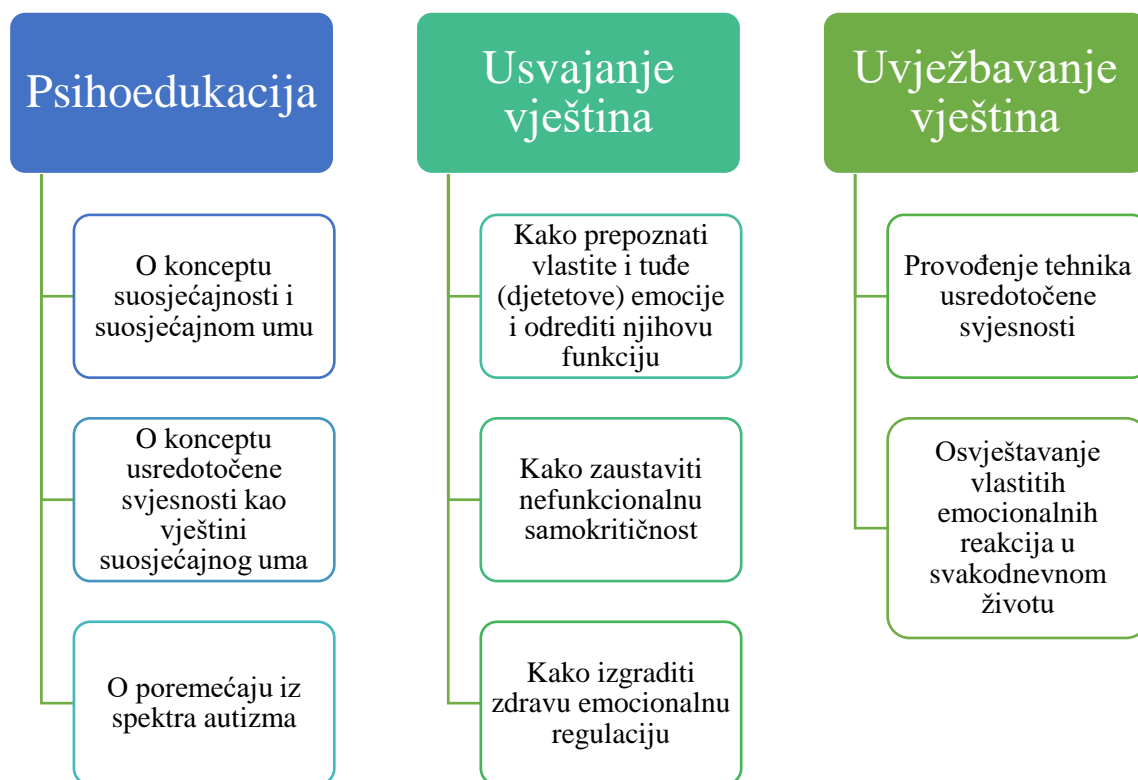 Psihoedukacija
O konceptu
suosjećajnosti i
suosjećajnom umu
O konceptu
usredotočene
svjesnosti kao
vještini
suosjećajnog uma
O poremećaju iz
spektra autizma
Usvajanje
vještina
Kako prepoznati
vlastite i tuđe
(djetetove) emocije
i odrediti njihovu
funkciju
Kako zaustaviti
nefunkcionalnu
samokritičnost
Kako izgraditi
zdravu emocionalnu
regulaciju
Uvježbavanje
vještina
Provođenje tehnika
usredotočene
svjesnosti
Osvještavanje
vlastitih
emocionalnih
reakcija u
svakodnevnom
životu